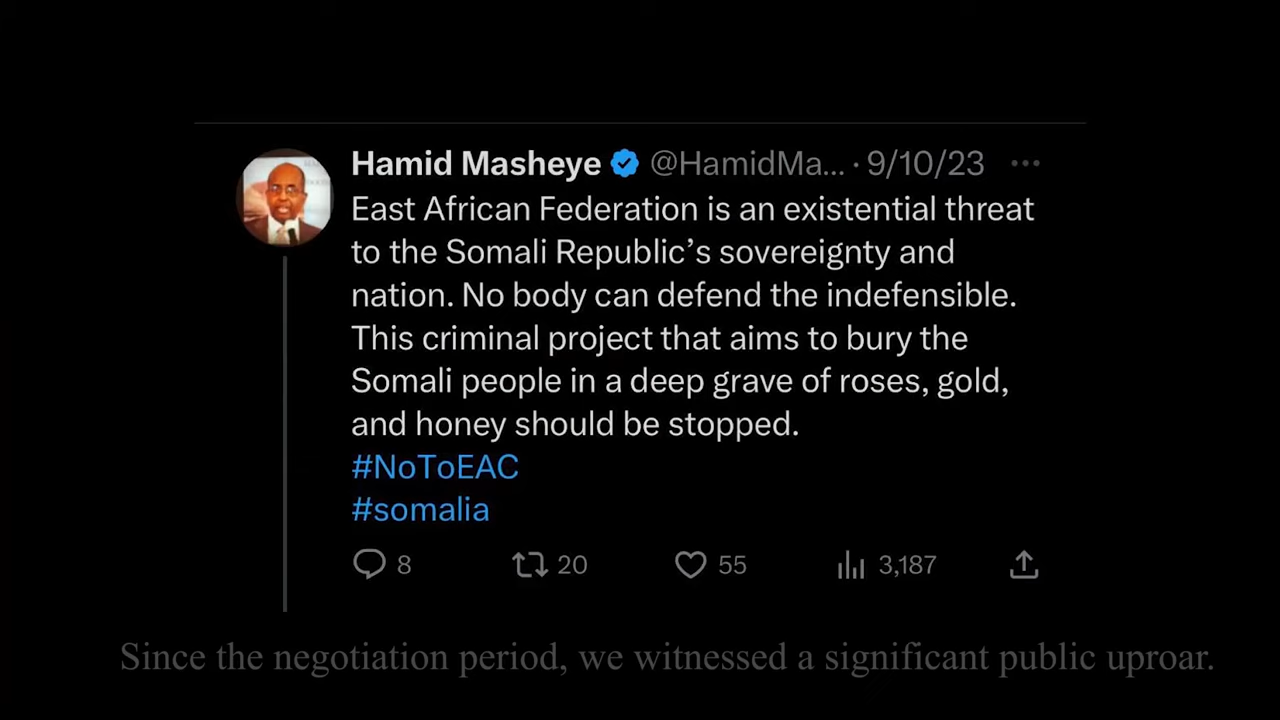 Hamid Masheye @HamidMa... · 9/10/23 ...
East African Federation is an existential threat
to the Somali Republic’s sovereignty and
nation. No body can defend the indefensible.
This criminal project that aims to bury the
Somali people in a deep grave of roses, gold,
and honey should be stopped.
#NoToEAC
#somalia
8 20 55 3,187
Since the negotiation period, we witnessed a significant public uproar.